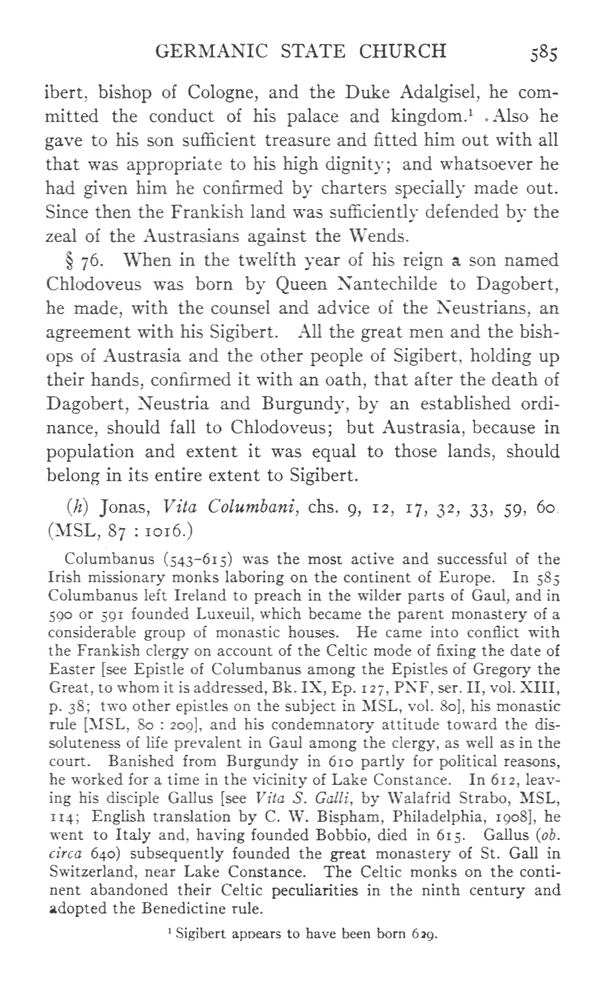 GERMANIC STATE CHURCH 585
ibert, bishop of Cologne, and the Duke Adalgisel, he com-
mitted the conduct of his palace and kingdom.¹ Also he
gave to his son sufficient treasure and fitted him out with all
that was appropriate to his high dignity; and whatsoever he
had given him he confirmed by charters specially made out.
Since then the Frankish land was sufficiently defended by the
zeal of the Austrasians against the Wends.
§ 76. When in the twelfth year of his reign a son named
Chlodoveus was born by Queen Nantechilde to Dagobert,
he made, with the counsel and advice of the Neustrians, an
agreement with his Sigibert. All the great men and the bish-
ops of Austrasia and the other people of Sigibert, holding up
their hands, confirmed it with an oath, that after the death of
Dagobert, Neustria and Burgundy, by an established ordi-
nance, should fall to Chlodoveus; but Austrasia, because in
population and extent it was equal to those lands, should
belong in its entire extent to Sigibert.
(h) Jonas, Vita Columbani, chs. 9, 12, 17, 32, 33, 59, 60.
(MSL, 87 : 1016.)
Columbanus (543–615) was the most active and successful of the
Irish missionary monks laboring on the continent of Europe. In 585
Columbanus left Ireland to preach in the wilder parts of Gaul, and in
590 or 591 founded Luxeuil, which became the parent monastery of a
considerable group of monastic houses. He came into conflict with
the Frankish clergy on account of the Celtic mode of fixing the date of
Easter [see Epistle of Columbanus among the Epistles of Gregory the
Great, to whom it is addressed, Bk. IX, Ep. 127, PNF, ser. II, vol. XIII,
p. 38; two other epistles on the subject in MSL, vol. 80], his monastic
rule [MSL, 80 : 209], and his condemnatory attitude toward the dis-
soluteness of life prevalent in Gaul among the clergy, as well as in the
court. Banished from Burgundy in 610 partly for political reasons,
he worked for a time in the vicinity of Lake Constance. In 612, leav-
ing his disciple Gallus [see Vita S. Galli, by Walafrid Strabo, MSL,
114; English translation by C. W. Bispham, Philadelphia, 1908], he
went to Italy and, having founded Bobbio, died in 615. Gallus (ob.
circa 640) subsequently founded the great monastery of St. Gall in
Switzerland, near Lake Constance. The Celtic monks on the conti-
nent abandoned their Celtic peculiarities in the ninth century and
adopted the Benedictine rule.
¹ Sigibert appears to have been born 629.